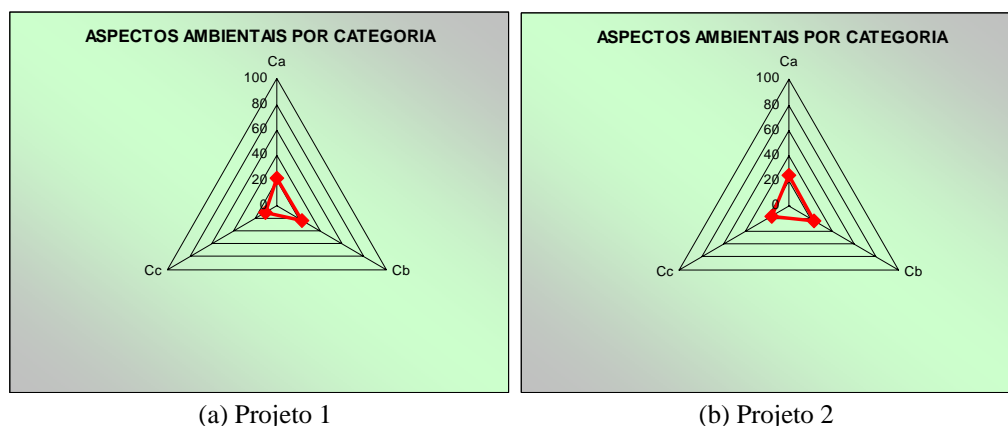 ASPECTOS AMBIENTAIS POR CATEGORIA
Ca
100
80
60
40
20
0
Cc
Cb
(a) Projeto 1
ASPECTOS AMBIENTAIS POR CATEGORIA
Ca
100
80
60
40
20
0
Cc
Cb
(b) Projeto 2